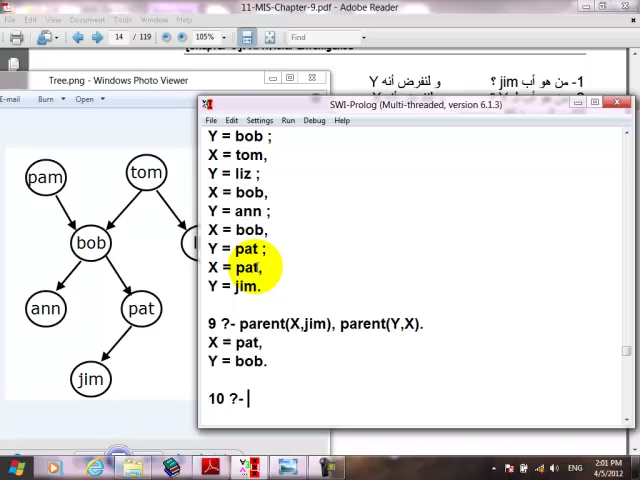 11-MIS-Chapter-9.pdf - Adobe Reader
File Edit View Document Tools Window Help
14 / 119 95.5% Find
1- من هو أب jim ؟ و لنفرض أنه Y
Tree.png - Windows Photo Viewer
E-mail Burn Open
pam
tom
bob
ann
pat
jim
SWI-Prolog (Multi-threaded, version 6.1.3)
File Edit Settings Run Debug Help
Y = bob ;
X = tom,
Y = liz ;
X = bob,
Y = ann ;
X = bob,
Y = pat ;
X = pat,
Y = jim.
9 ?- parent(X,jim), parent(Y,X).
X = pat,
Y = bob.
10 ?-
EN
2:01 PM
4/5/2012